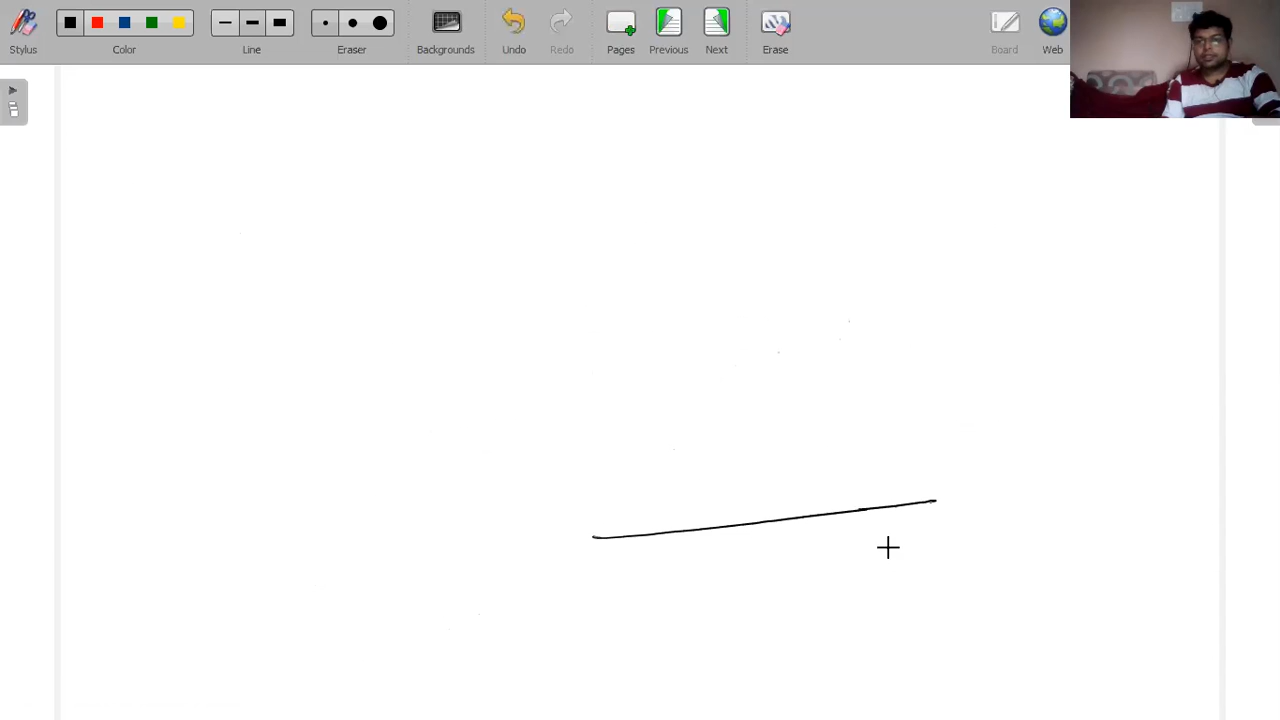 Stylus
Color
Line
Eraser
Backgrounds
Undo
Redo
Pages
Previous
Next
Erase
Board
Web